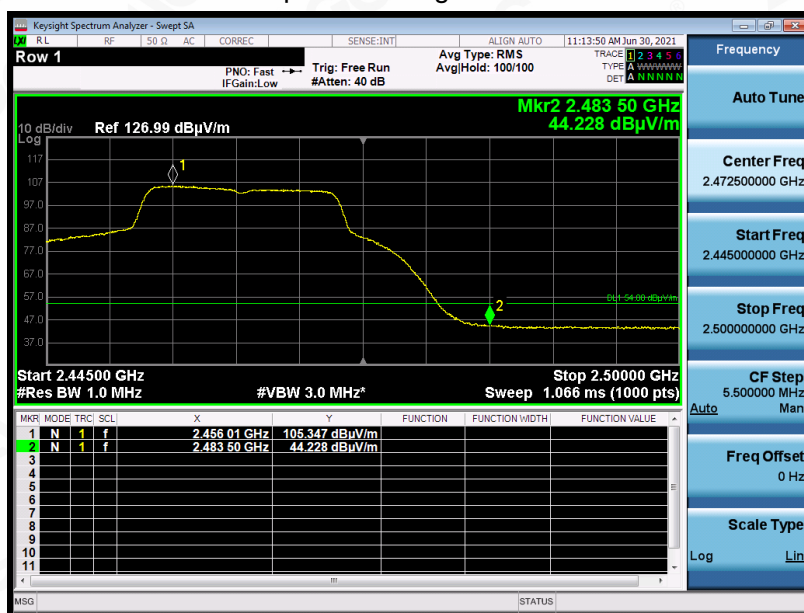 Keysight Spectrum Analyzer - Swept SA
LXI RL RF 50 Ω AC CORREC SENSE:INT ALIGN AUTO 11:13:50 AM Jun 30, 2021
Row 1
PNO: Fast
IFGain:Low
Trig: Free Run
#Atten: 40 dB
Avg Type: RMS
Avg|Hold: 100/100
TRACE 1 2 3 4 5 6
TYPE A WWWWW
DET A N N N N N
Mkr2 2.483 50 GHz
44.228 dBµV/m
10 dB/div Ref 126.99 dBµV/m
Log
117
107
97.0
87.0
77.0
67.0
57.0
47.0
37.0
1
2
DL1 54.00 dBµV/m
Start 2.44500 GHz Stop 2.50000 GHz
#Res BW 1.0 MHz #VBW 3.0 MHz* Sweep 1.066 ms (1000 pts)
MKR MODE TRC SCL X Y FUNCTION FUNCTION WIDTH FUNCTION VALUE
1 N 1 f 2.456 01 GHz 105.347 dBµV/m
2 N 1 f 2.483 50 GHz 44.228 dBµV/m
3
4
5
6
7
8
9
10
11
MSG STATUS
Frequency
Auto Tune
Center Freq
2.472500000 GHz
Start Freq
2.445000000 GHz
Stop Freq
2.500000000 GHz
CF Step
5.500000 MHz
Auto Man
Freq Offset
0 Hz
Scale Type
Log Lin